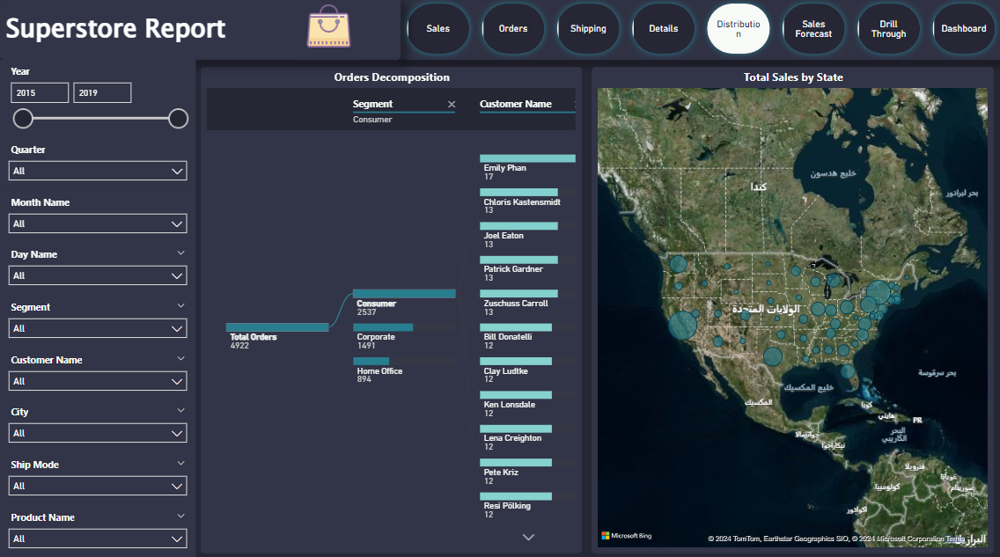 Superstore Report
Sales
Orders
Shipping
Details
Distributio
n
Sales
Forecast
Drill
Through
Dashboard
Year
2015
2019
Quarter
All
Month Name
All
Day Name
All
Segment
All
Customer Name
All
City
All
Ship Mode
All
Product Name
All
Orders Decomposition
Segment
Consumer
Customer Name
Total Orders
4922
Consumer
2537
Corporate
1491
Home Office
894
Emily Phan
17
Chloris Kastensmidt
13
Joel Eaton
13
Patrick Gardner
13
Zuschuss Carroll
13
Bill Donatelli
12
Clay Ludtke
12
Ken Lonsdale
12
Lena Creighton
12
Pete Kriz
12
Resi Pölking
12
Total Sales by State
خليج هدسون
كندا
بحر لبرادور
الولايات المتحدة
بحر سرقوسة
خليج المكسيك
المكسيك
كوبا
هايتي
PR
البحر
الكاريبي
جواتيمالا
نيكاراجوا
فنزويلا
غويانا
سورينام
كولومبيا
اكوادور
البرازيل
Microsoft Bing
© 2024 TomTom, Earthstar Geographics SIO, © 2024 Microsoft Corporation Terms